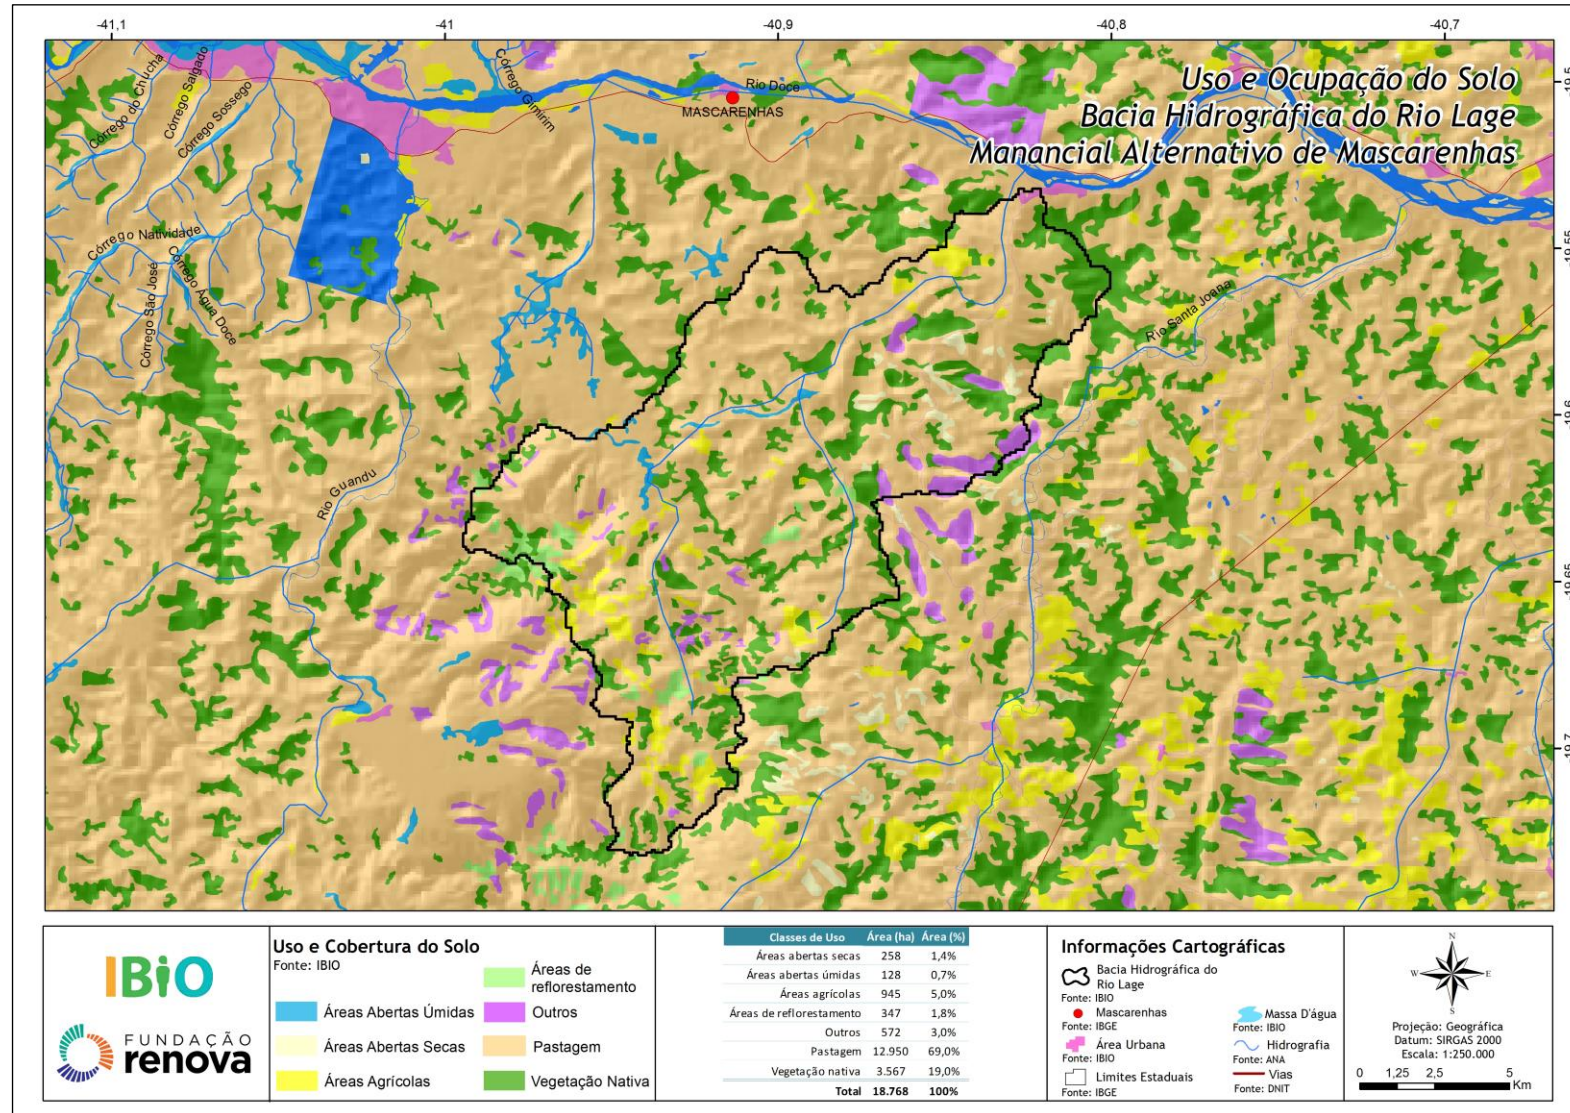 -41,1
-41
-40,9
-40,8
-40,7
Uso e Ocupação do Solo
Bacia Hidrográfica do Rio Lage
Manancial Alternativo de Mascarenhas
-19,5
-19,55
-19,6
-19,65
-19,7
Córrego do Chucha
Córrego Salgado
Córrego Sossego
Córrego Gimirim
Rio Doce
MASCARENHAS
Córrego Natividade
Córrego Água Doce
Córrego São José
Rio Santa Joana
Rio Guandu
IBiO
FUNDAÇÃO
renova
Uso e Cobertura do Solo
Fonte: IBIO
Áreas Abertas Úmidas
Áreas Abertas Secas
Áreas Agrícolas
Áreas de
reflorestamento
Outros
Pastagem
Vegetação Nativa
Classes de Uso Área (ha) Área (%)
Áreas abertas secas 258 1,4%
Áreas abertas úmidas 128 0,7%
Áreas agrícolas 945 5,0%
Áreas de reflorestamento 347 1,8%
Outros 572 3,0%
Pastagem 12.950 69,0%
Vegetação nativa 3.567 19,0%
Total 18.768 100%
Informações Cartográficas
Bacia Hidrográfica do
Rio Lage
Fonte: IBIO
Mascarenhas
Fonte: IBGE
Área Urbana
Fonte: IBIO
Limites Estaduais
Fonte: IBGE
Massa D'água
Fonte: IBIO
Hidrografia
Fonte: ANA
Vias
Fonte: DNIT
N
W E
S
Projeção: Geográfica
Datum: SIRGAS 2000
Escala: 1:250.000
0 1,25 2,5 5
Km